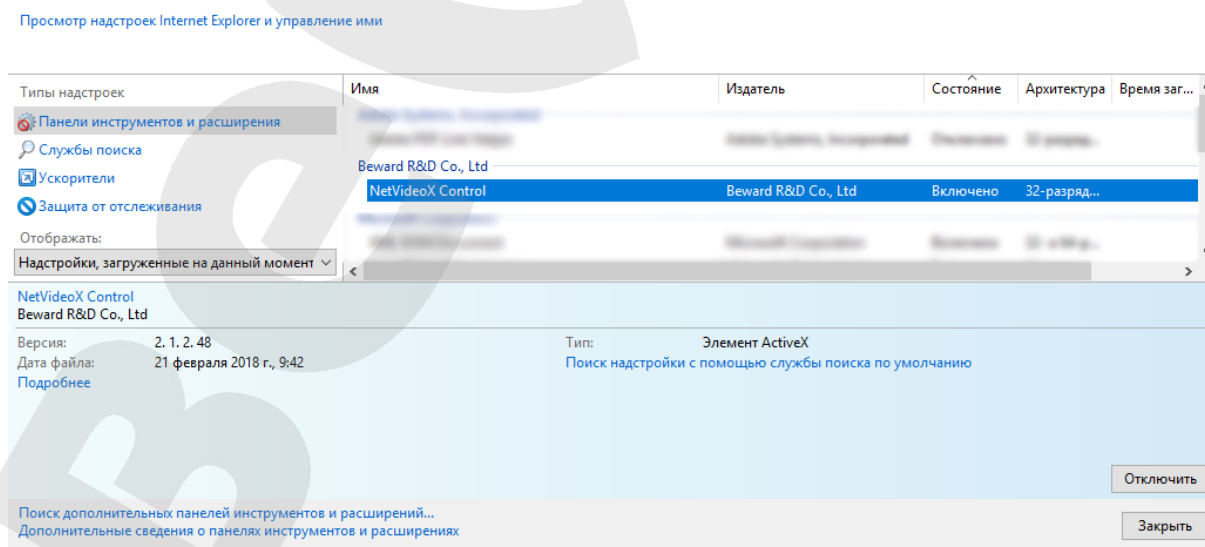 Просмотр надстроек Internet Explorer и управление ими
Типы надстроек
Панели инструментов и расширения
Службы поиска
Ускорители
Защита от отслеживания
Отображать:
Надстройки, загруженные на данный момент
Имя Издатель Состояние Архитектура Время заг...
Beward R&D Co., Ltd
NetVideoX Control Beward R&D Co., Ltd Включено 32-разряд...
NetVideoX Control
Beward R&D Co., Ltd
Версия: 2. 1. 2. 48
Дата файла: 21 февраля 2018 г., 9:42
Подробнее
Тип: Элемент ActiveX
Поиск надстройки с помощью службы поиска по умолчанию
Отключить
Поиск дополнительных панелей инструментов и расширений...
Дополнительные сведения о панелях инструментов и расширениях
Закрыть